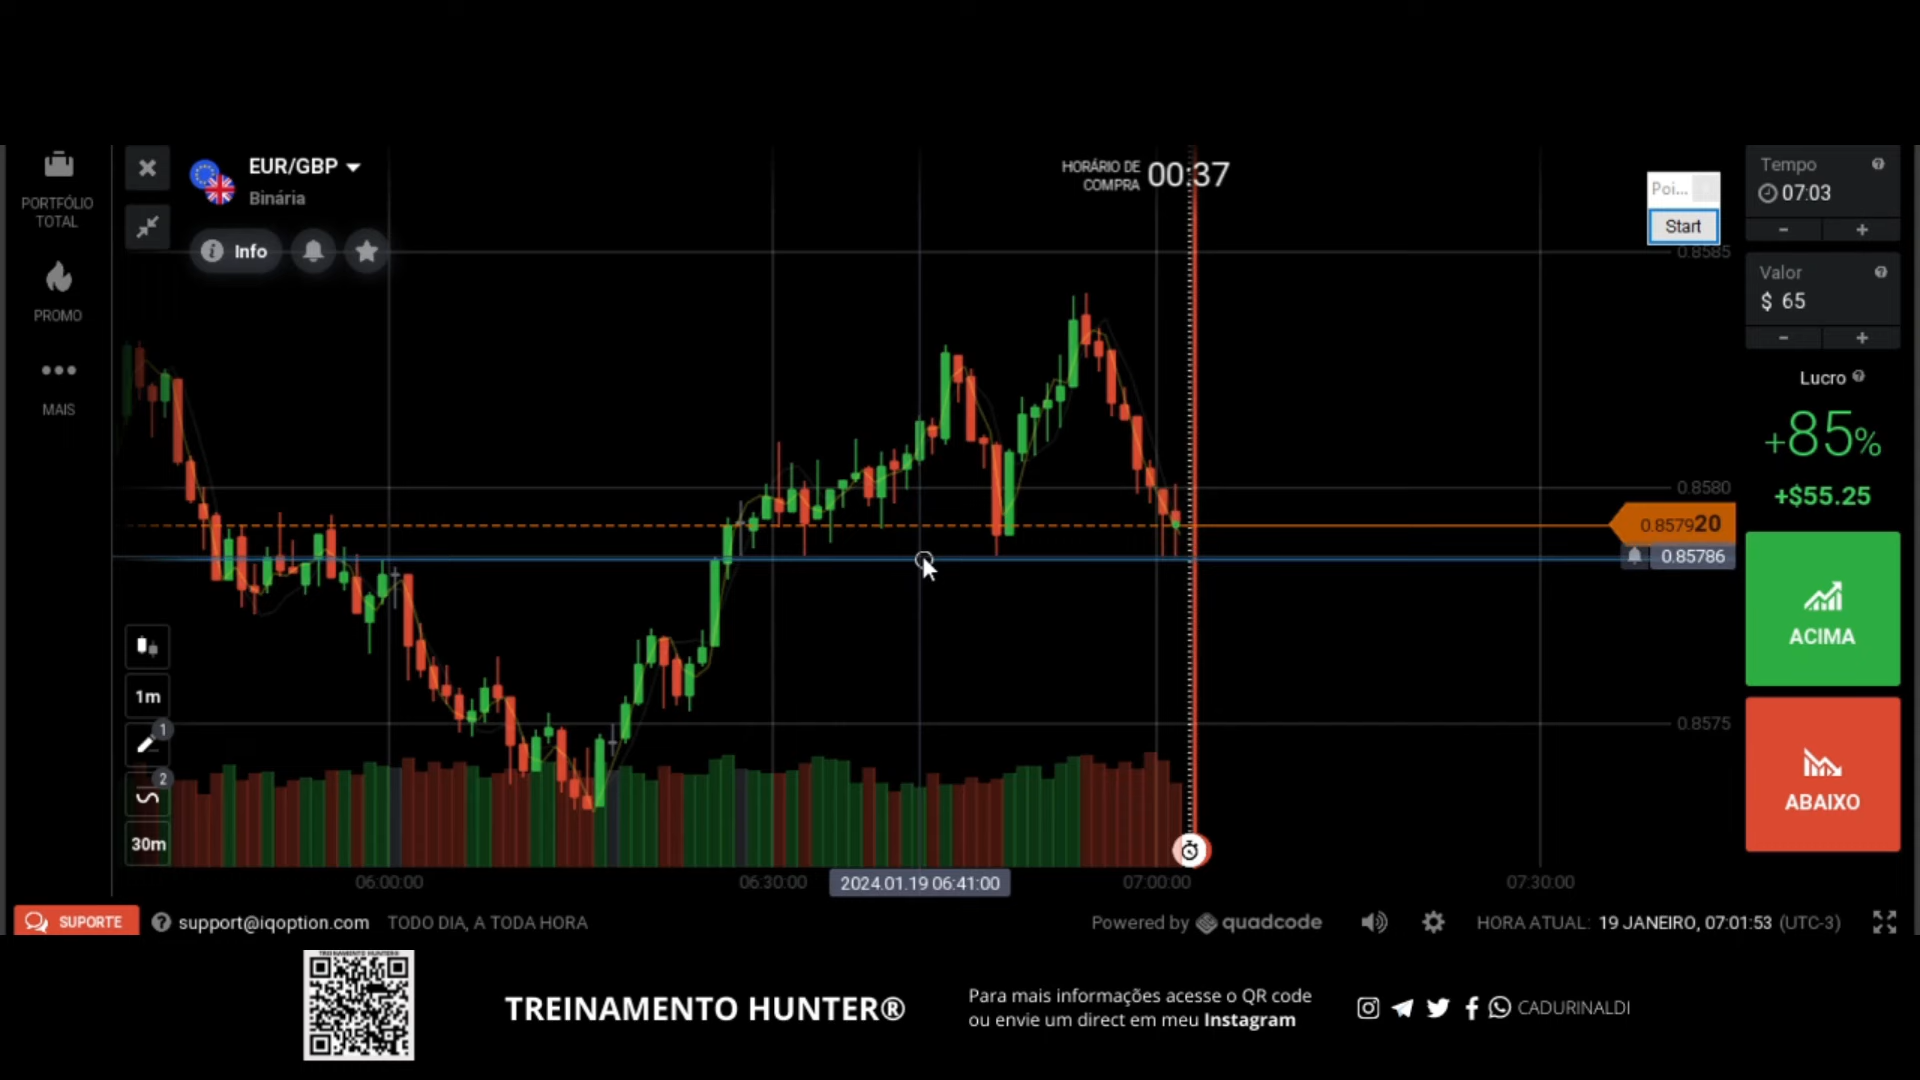 PORTFÓLIO
TOTAL
PROMO
MAIS
EUR/GBP
Binária
Info
HORÁRIO DE
COMPRA
00:37
Poi...
Start
Tempo
07:03
- +
Valor
$ 65
- +
Lucro
+85%
+$55.25
ACIMA
ABAIXO
0.8585
0.8580
0.857920
0.85786
0.8575
1m
1
2
30m
06:00:00
06:30:00
2024.01.19 06:41:00
07:00:00
07:30:00
SUPORTE
support@iqoption.com
TODO DIA, A TODA HORA
Powered by quadcode
HORA ATUAL: 19 JANEIRO, 07:01:53 (UTC-3)
TREINAMENTO HUNTER®
Para mais informações acesse o QR code
ou envie um direct em meu Instagram
CADURINALDI